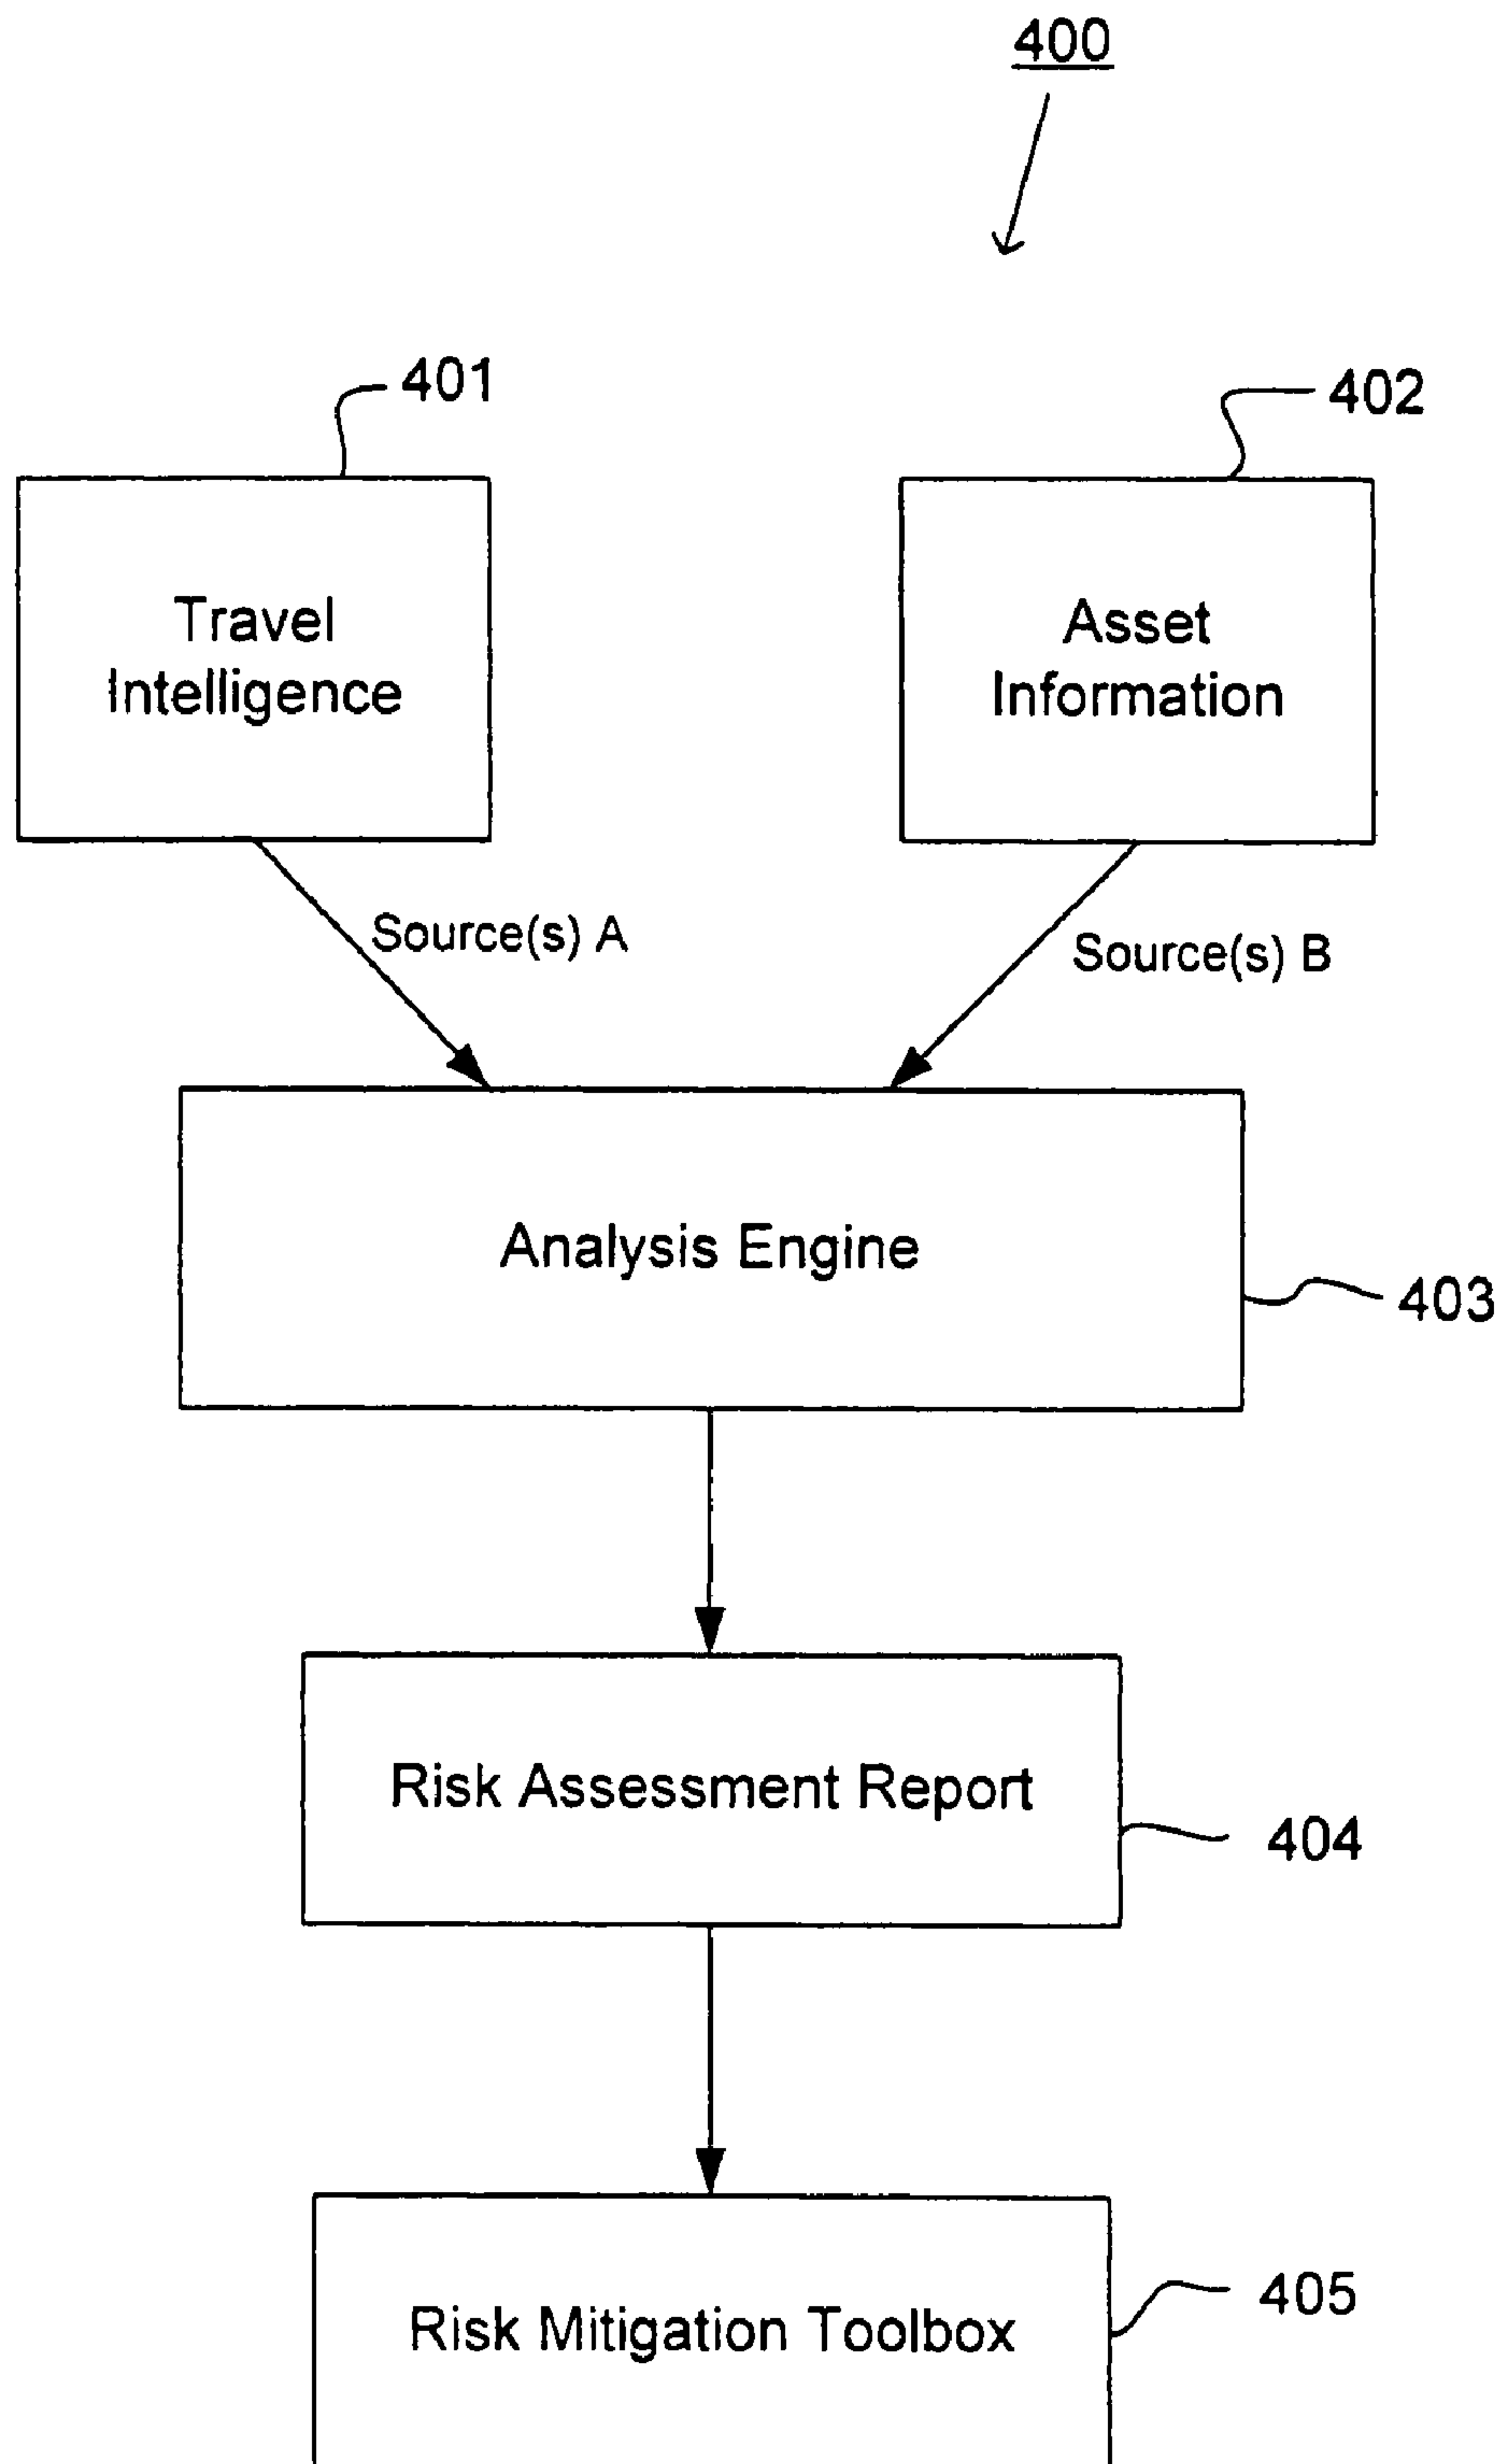 400
401
402
Travel
Intelligence
Asset
Information
Source(s) A
Source(s) B
Analysis Engine
403
Risk Assessment Report
404
Risk Mitigation Toolbox
405